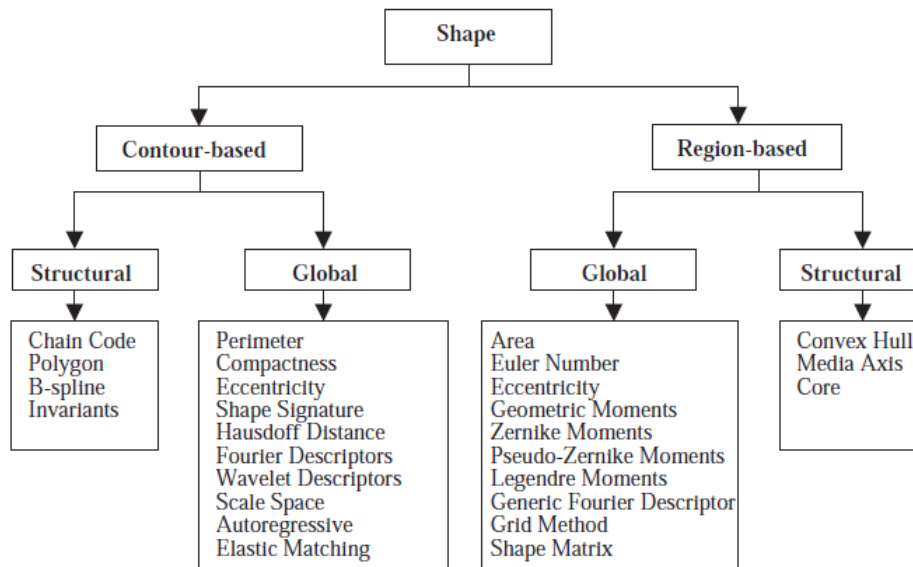 Shape
Contour-based
Region-based
Structural
Global
Global
Structural
Chain Code
Polygon
B-spline
Invariants
Perimeter
Compactness
Eccentricity
Shape Signature
Hausdoff Distance
Fourier Descriptors
Wavelet Descriptors
Scale Space
Autoregressive
Elastic Matching
Area
Euler Number
Eccentricity
Geometric Moments
Zernike Moments
Pseudo-Zernike Moments
Legendre Moments
Generic Fourier Descriptor
Grid Method
Shape Matrix
Convex Hull
Media Axis
Core